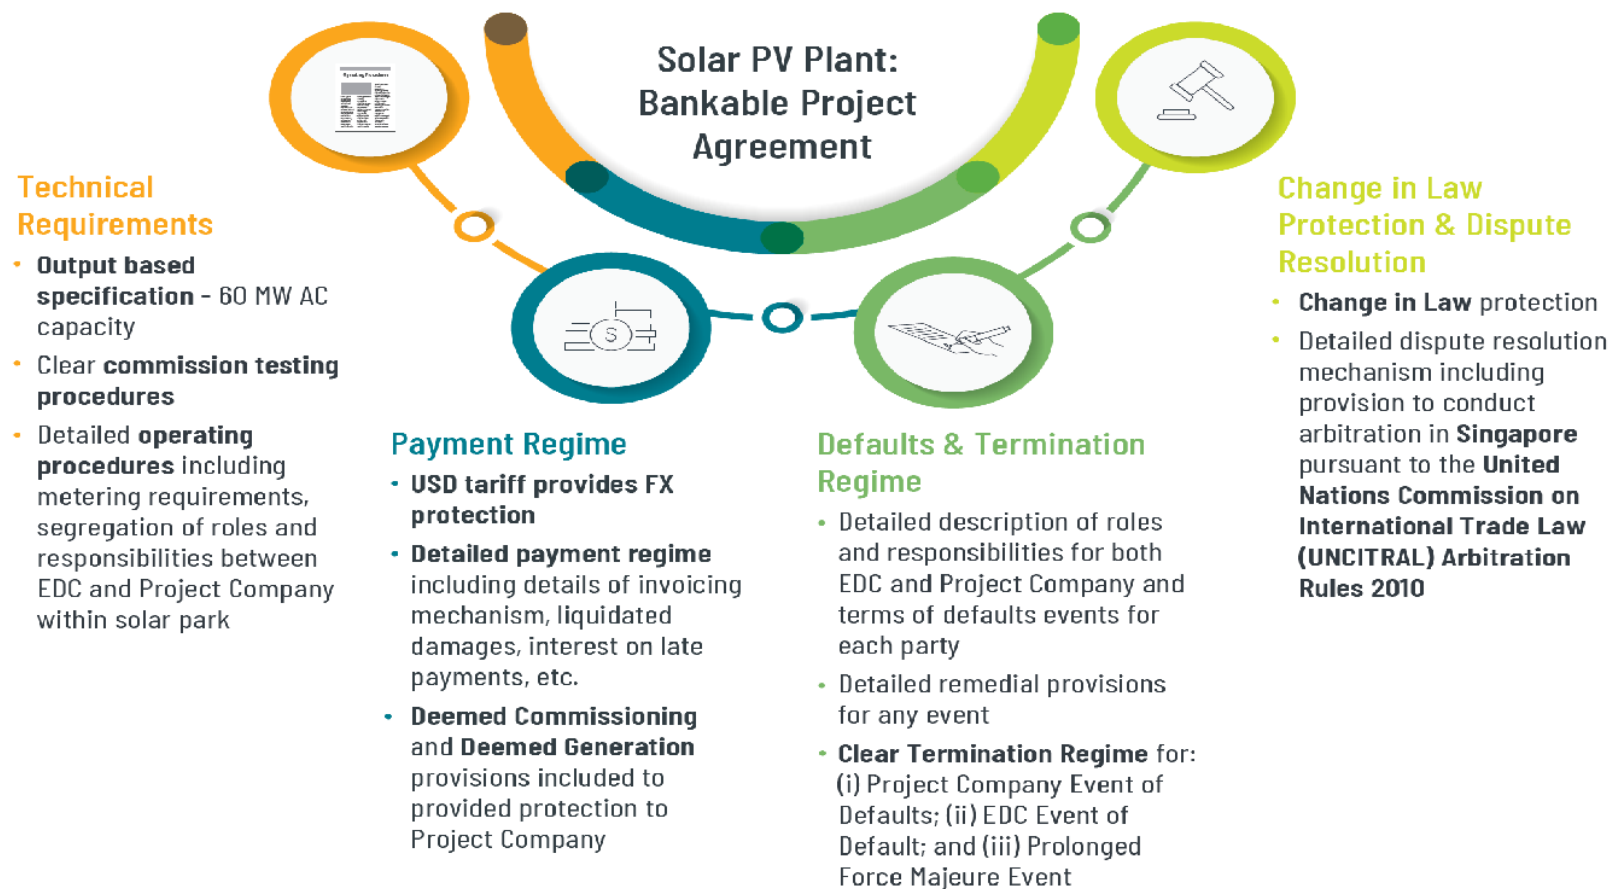 Solar PV Plant:
Bankable Project
Agreement
Technical
Requirements
• Output based
specification - 60 MW AC
capacity
• Clear commission testing
procedures
• Detailed operating
procedures including
metering requirements,
segregation of roles and
responsibilities between
EDC and Project Company
within solar park
Payment Regime
• USD tariff provides FX
protection
• Detailed payment regime
including details of invoicing
mechanism, liquidated
damages, interest on late
payments, etc.
• Deemed Commissioning
and Deemed Generation
provisions included to
provided protection to
Project Company
Defaults & Termination
Regime
• Detailed description of roles
and responsibilities for both
EDC and Project Company and
terms of defaults events for
each party
• Detailed remedial provisions
for any event
• Clear Termination Regime for:
(i) Project Company Event of
Defaults; (ii) EDC Event of
Default; and (iii) Prolonged
Force Majeure Event
Change in Law
Protection & Dispute
Resolution
• Change in Law protection
• Detailed dispute resolution
mechanism including
provision to conduct
arbitration in Singapore
pursuant to the United
Nations Commission on
International Trade Law
(UNCITRAL) Arbitration
Rules 2010